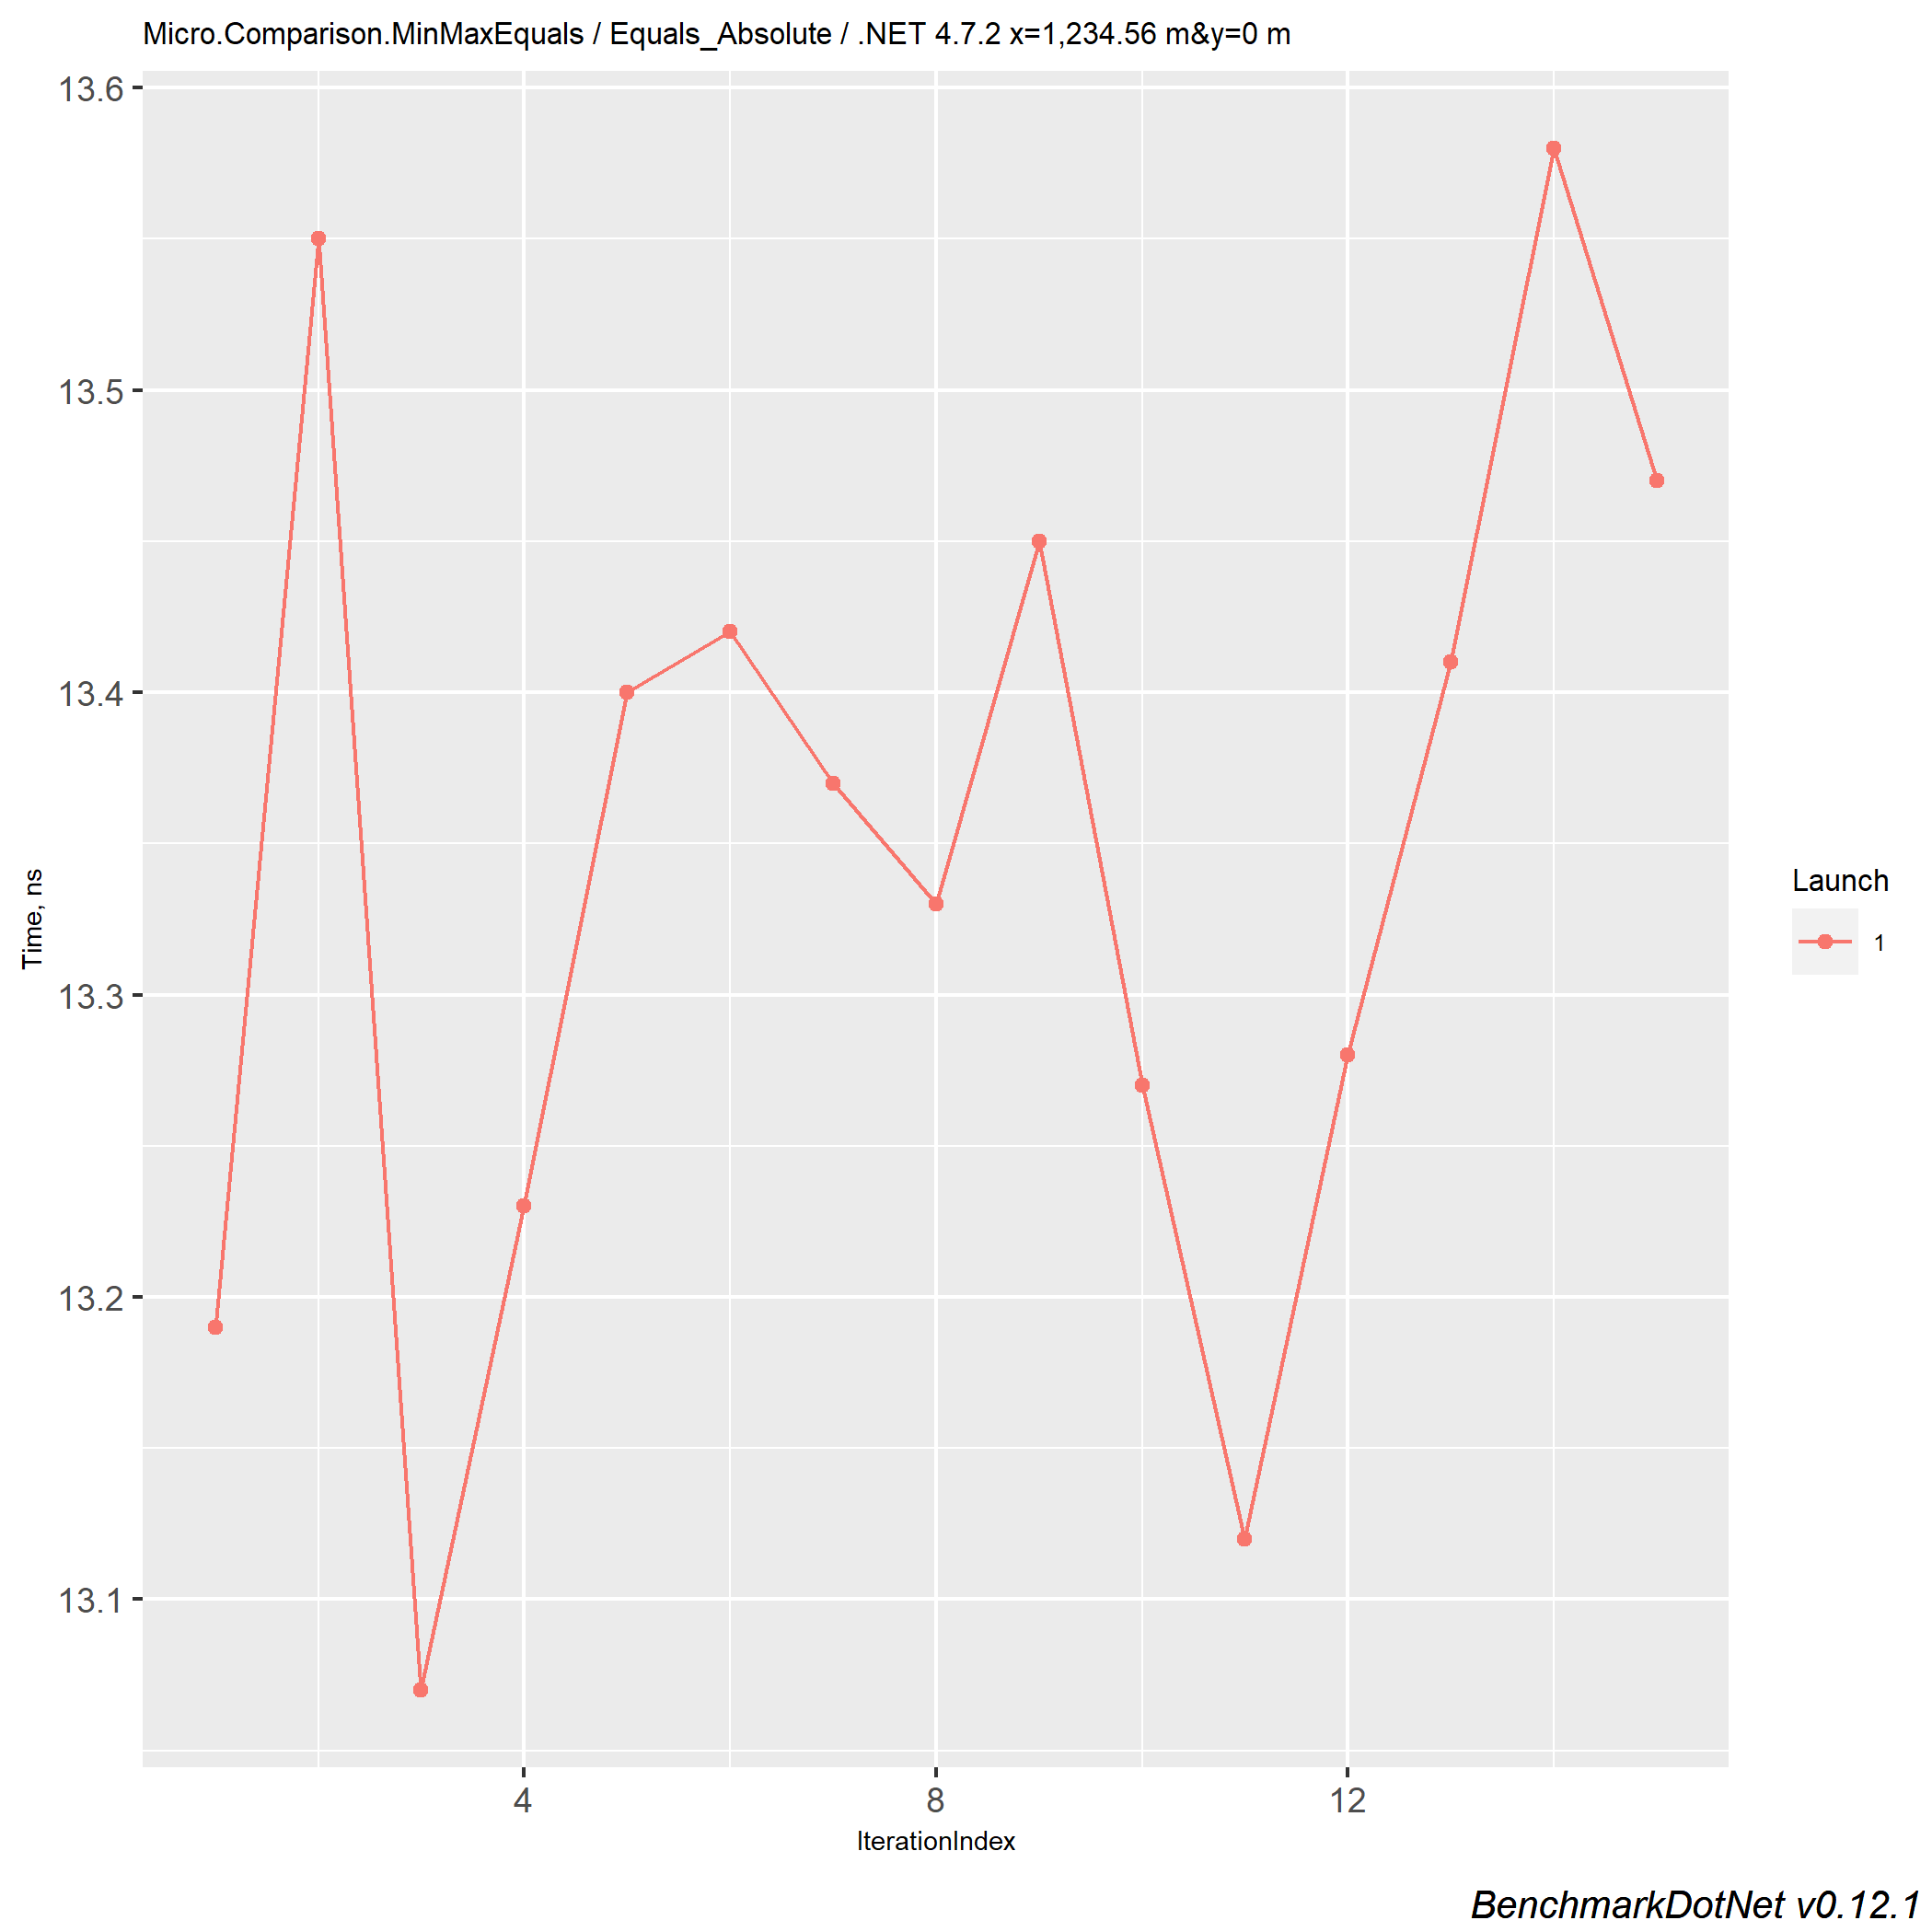 Micro.Comparison.MinMaxEquals / Equals_Absolute / .NET 4.7.2 x=1,234.56 m&y=0 m
13.6
13.5
13.4
13.3
13.2
13.1
Time, ns
4
8
12
IterationIndex
Launch
1
BenchmarkDotNet v0.12.1